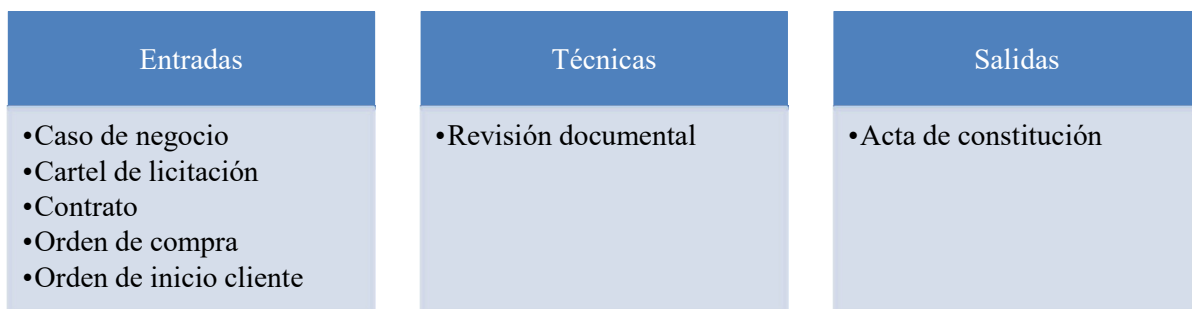 Entradas
•Caso de negocio
•Cartel de licitación
•Contrato
•Orden de compra
•Orden de inicio cliente
Técnicas
•Revisión documental
Salidas
•Acta de constitución